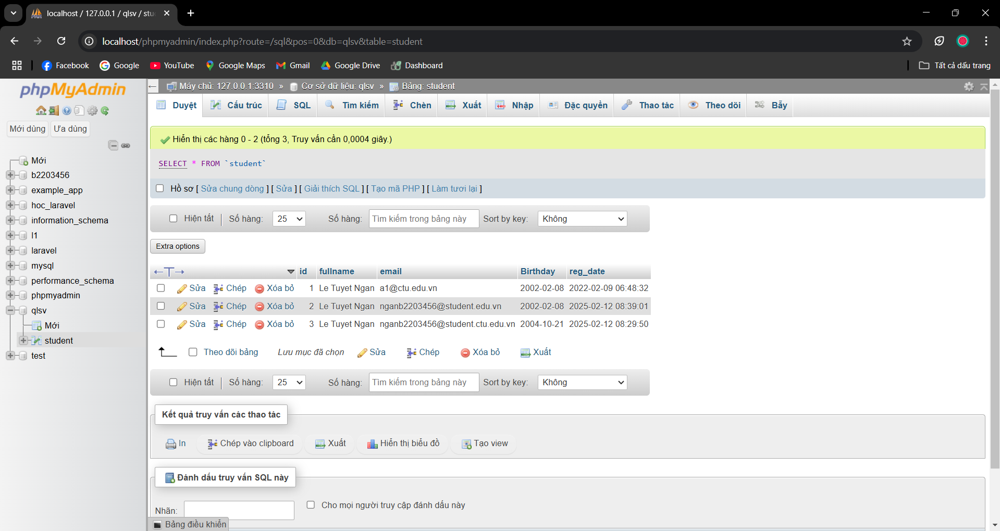 localhost / 127.0.0.1 / qlsv / stu
localhost/phpmyadmin/index.php?route=/sql&pos=0&db=qlsv&table=student
Facebook Google YouTube Google Maps Gmail Google Drive Dashboard Tất cả dấu trang
phpMyAdmin
Mới dùng Ưa dùng
Mới
b2203456
example_app
hoc_laravel
information_schema
l1
laravel
mysql
performance_schema
phpmyadmin
qlsv
Mới
student
test
Máy chủ: 127.0.0.1:3310 » Cơ sở dữ liệu: qlsv » Bảng: student
Duyệt Cấu trúc SQL Tìm kiếm Chèn Xuất Nhập Đặc quyền Thao tác Theo dõi Bẫy
Hiển thị các hàng 0 - 2 (tổng 3, Truy vấn cần 0,0004 giây.)
SELECT * FROM `student`
Hồ sơ [ Sửa chung dòng ] [ Sửa ] [ Giải thích SQL ] [ Tạo mã PHP ] [ Làm tươi lại ]
Hiện tất Số hàng: 25 Số hàng: Tìm kiếm trong bảng này Sort by key: Không
Extra options
←T→ id fullname email Birthday reg_date
Sửa Chép Xóa bỏ 1 Le Tuyet Ngan a1@ctu.edu.vn 2002-02-08 2022-02-09 06:48:32
Sửa Chép Xóa bỏ 2 Le Tuyet Ngan nganb2203456@student.edu.vn 2002-02-08 2025-02-12 08:39:01
Sửa Chép Xóa bỏ 3 Le Tuyet Ngan nganb2203456@student.ctu.edu.vn 2004-10-21 2025-02-12 08:29:50
Theo dõi bảng Lưu mục đã chọn Sửa Chép Xóa bỏ Xuất
Hiện tất Số hàng: 25 Số hàng: Tìm kiếm trong bảng này Sort by key: Không
Kết quả truy vấn các thao tác
In Chép vào clipboard Xuất Hiển thị biểu đồ Tạo view
Đánh dấu truy vấn SQL này
Nhãn: Cho mọi người truy cập đánh dấu này
Bảng điều khiển